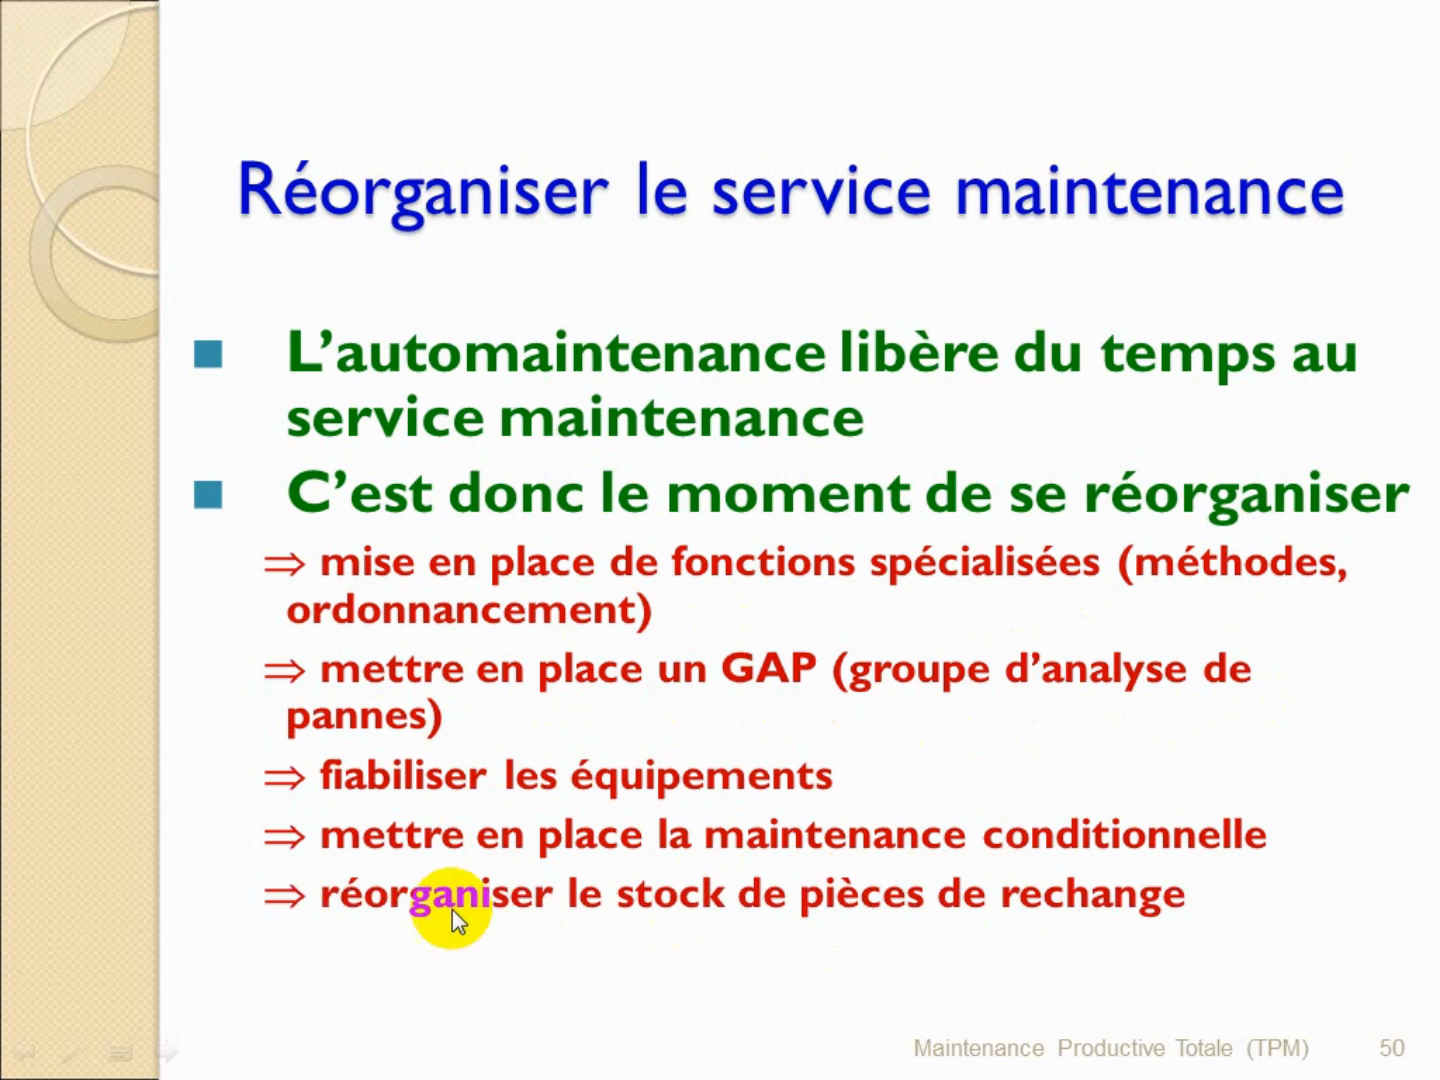 Réorganiser le service maintenance
L’automaintenance libère du temps au
service maintenance
C’est donc le moment de se réorganiser
⇒ mise en place de fonctions spécialisées (méthodes,
ordonnancement)
⇒ mettre en place un GAP (groupe d’analyse de
pannes)
⇒ fiabiliser les équipements
⇒ mettre en place la maintenance conditionnelle
⇒ réorganiser le stock de pièces de rechange
Maintenance Productive Totale (TPM) 50